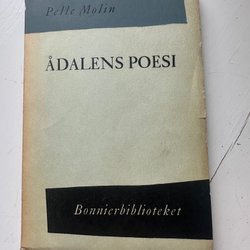 Pelle Molin
ÅDALENS POESI
Bonnierbiblioteket